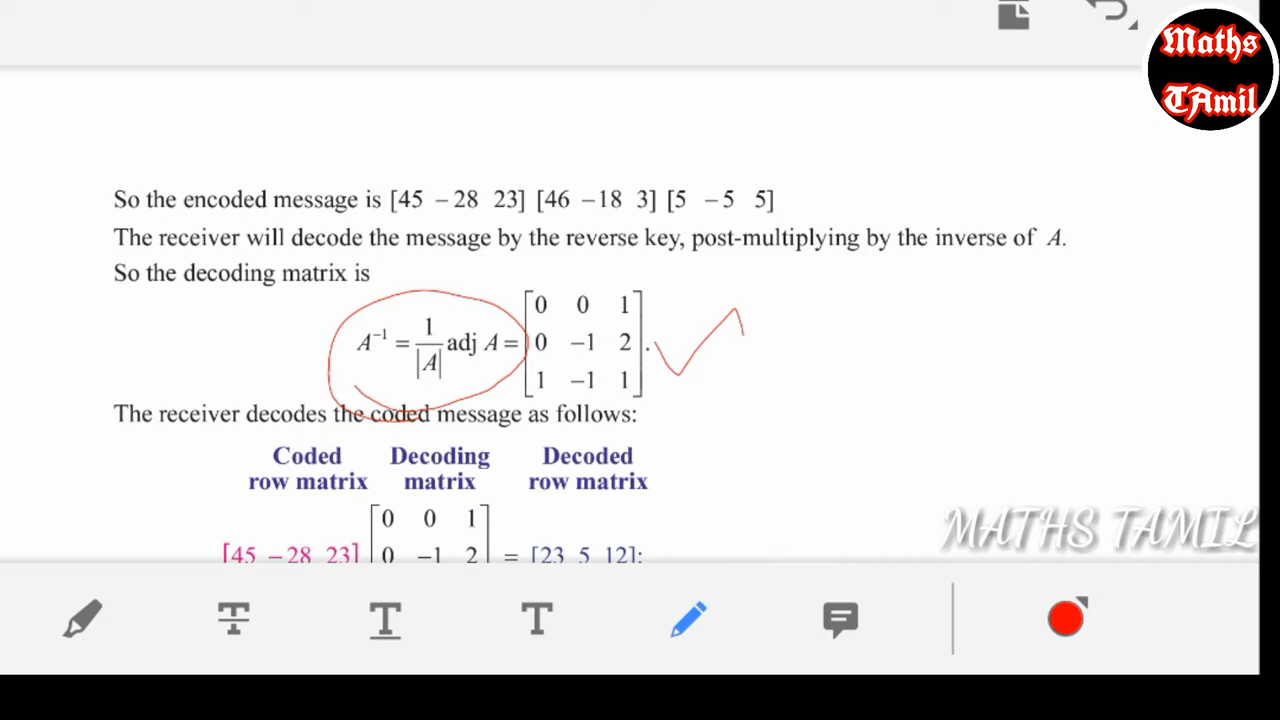 Maths
TAmil
So the encoded message is [45 – 28 23] [46 –18 3] [5 – 5 5]
The receiver will decode the message by the reverse key, post-multiplying by the inverse of A.
So the decoding matrix is
A⁻¹ = 1/|A| adj A = [0 0 1
0 –1 2
1 –1 1].
The receiver decodes the coded message as follows:
Coded row matrix Decoding matrix Decoded row matrix
[45 – 28 23] [0 0 1
0 –1 2 = [23 5 12];
MATHS TAMIL
T T T